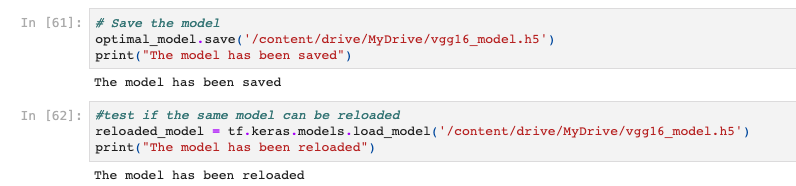 In [61]: # Save the model
optimal_model.save('/content/drive/MyDrive/vgg16_model.h5')
print("The model has been saved")
The model has been saved
In [62]: #test if the same model can be reloaded
reloaded_model = tf.keras.models.load_model('/content/drive/MyDrive/vgg16_model.h5')
print("The model has been reloaded")
The model has been reloaded